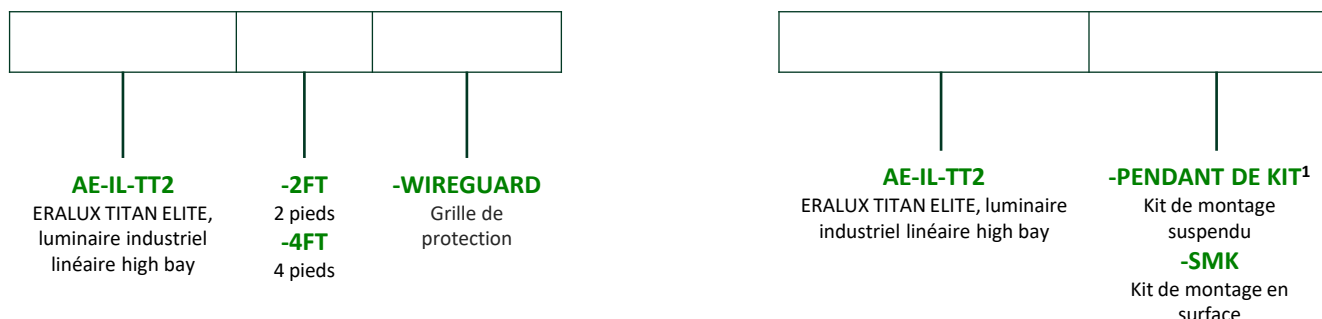 AE-IL-TT2
ERALUX TITAN ELITE,
luminaire industriel
linéaire high bay
-2FT
2 pieds
-4FT
4 pieds
-WIREGUARD
Grille de
protection
AE-IL-TT2
ERALUX TITAN ELITE, luminaire
industriel linéaire high bay
-PENDANT DE KIT¹
Kit de montage
suspendu
-SMK
Kit de montage en
surface